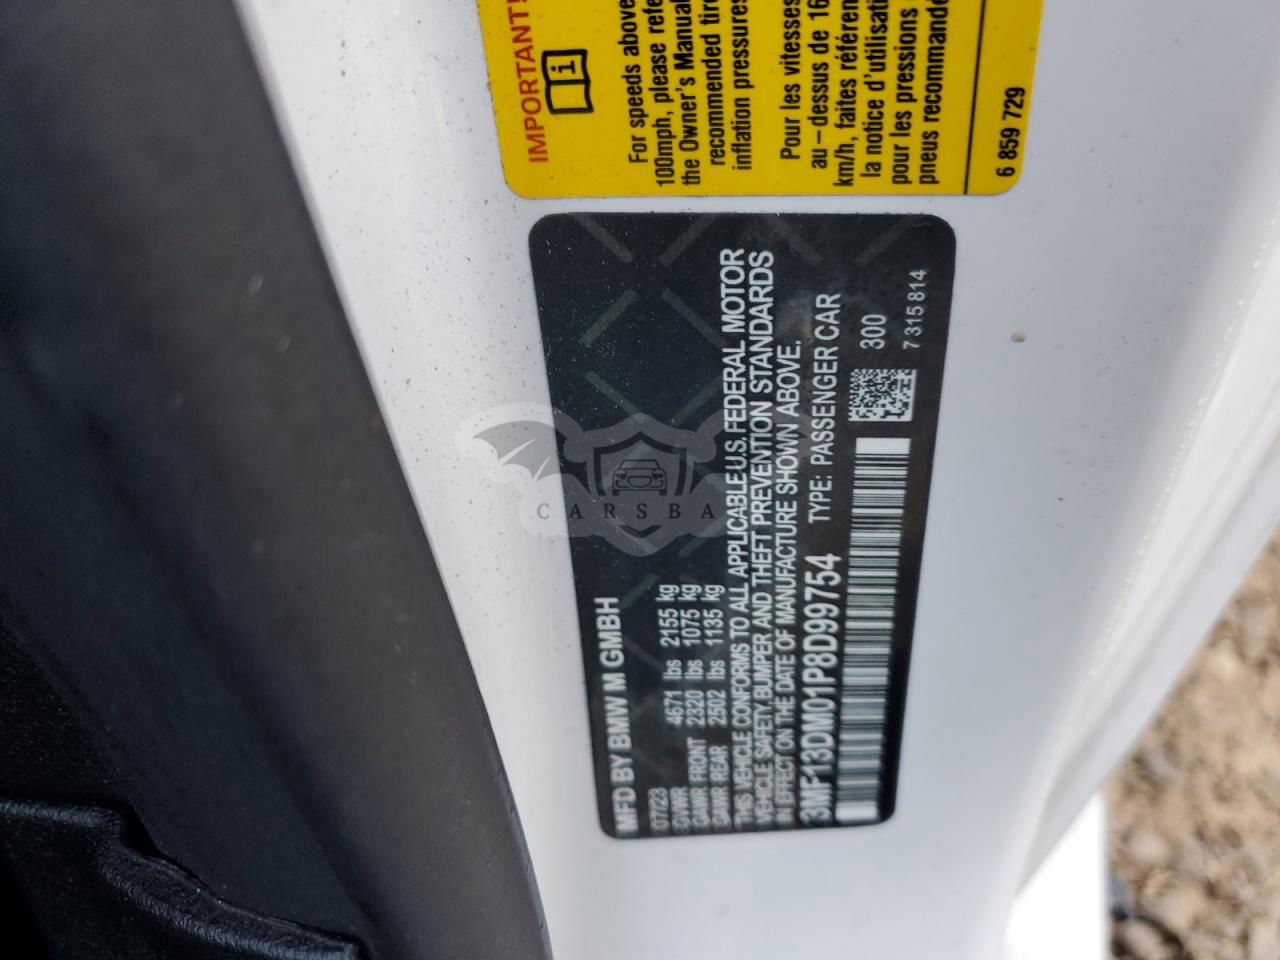 IMPORTANT!
For speeds above
100mph, please refe
the Owner's Manual
recommended tire
inflation pressures
Pour les vitesses
au-dessus de 16
km/h, faites référen
la notice d'utilisati
pour les pressions
pneus recommandé
6 859 729
MFD BY BMW M GMBH
07/23
GVWR 4671 lbs 2155 kg
GAWR FRONT 2320 lbs 1075 kg
GAWR REAR 2502 lbs 1135 kg
THIS VEHICLE CONFORMS TO ALL APPLICABLE U.S. FEDERAL MOTOR
VEHICLE SAFETY, BUMPER AND THEFT PREVENTION STANDARDS
IN EFFECT ON THE DATE OF MANUFACTURE SHOWN ABOVE.
3MF13DM01P8D99754 TYPE: PASSENGER CAR
300
7 315 814
CARSBA